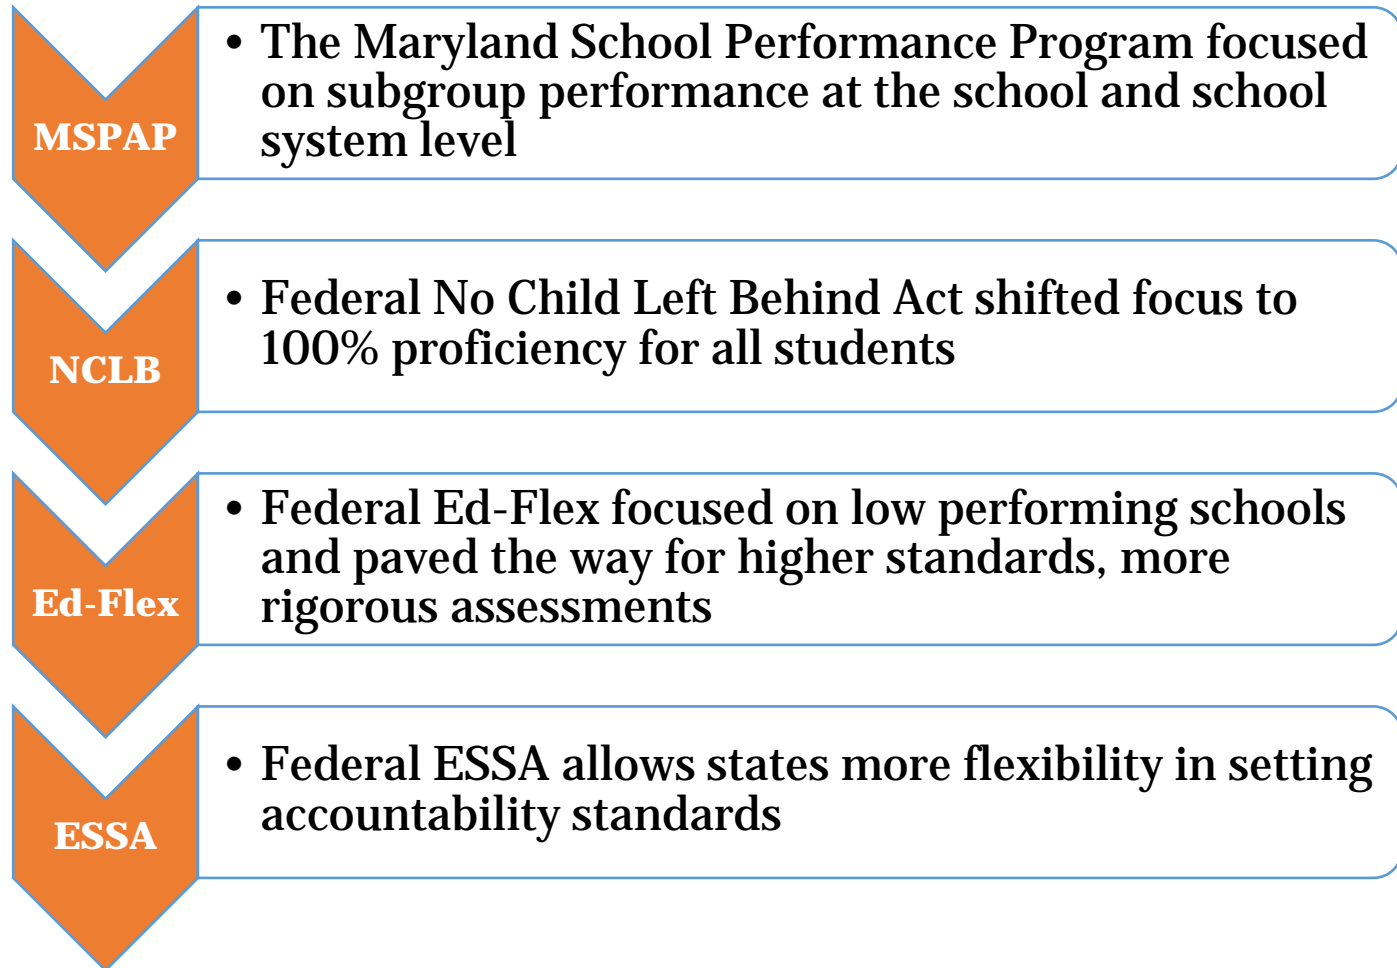 MSPAP
• The Maryland School Performance Program focused
on subgroup performance at the school and school
system level
NCLB
• Federal No Child Left Behind Act shifted focus to
100% proficiency for all students
Ed-Flex
• Federal Ed-Flex focused on low performing schools
and paved the way for higher standards, more
rigorous assessments
ESSA
• Federal ESSA allows states more flexibility in setting
accountability standards